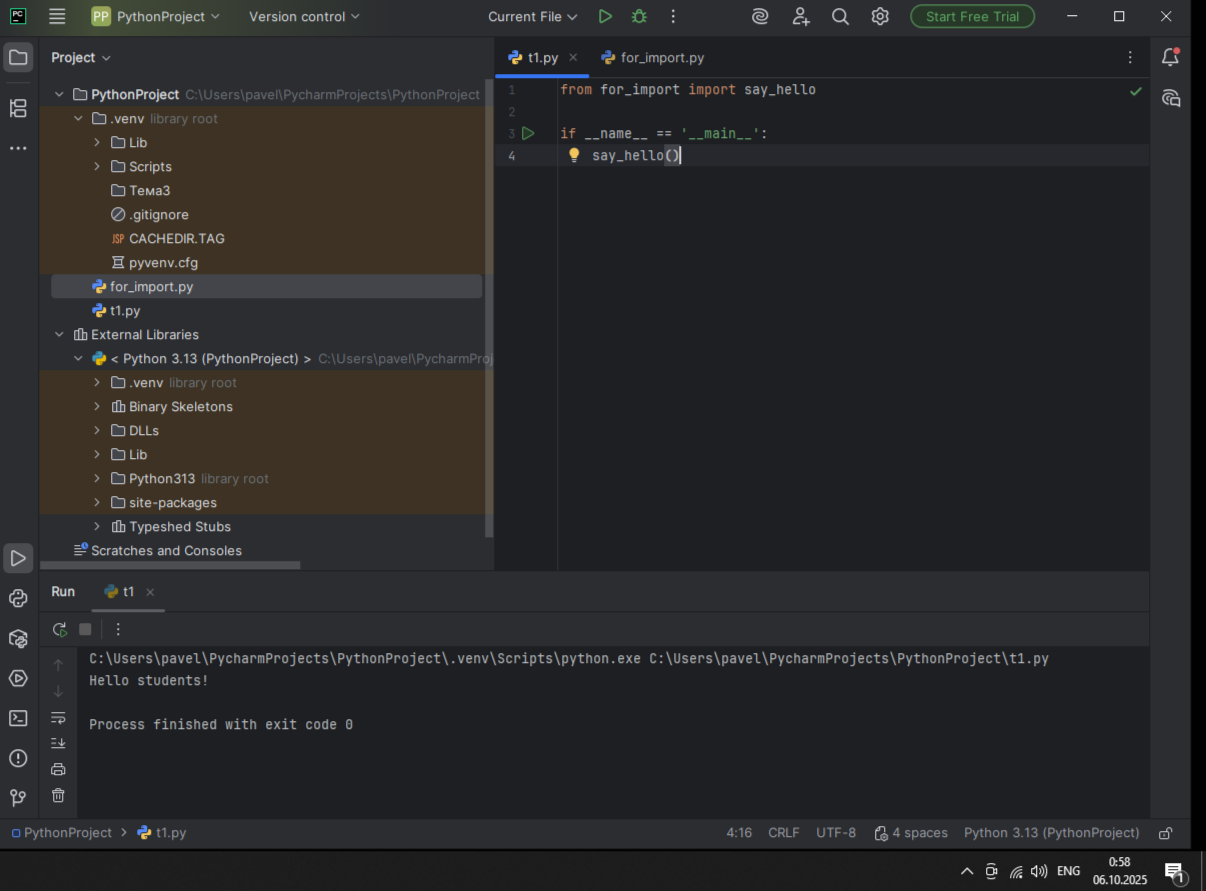 PC PP PythonProject Version control Current File Start Free Trial
Project
t1.py for_import.py
PythonProject C:\Users\pavel\PycharmProjects\PythonProject
.venv library root
Lib
Scripts
Тема3
.gitignore
JSP CACHEDIR.TAG
pyvenv.cfg
for_import.py
t1.py
External Libraries
< Python 3.13 (PythonProject) > C:\Users\pavel\PycharmProj
.venv library root
Binary Skeletons
DLLs
Lib
Python313 library root
site-packages
Typeshed Stubs
Scratches and Consoles
1 from for_import import say_hello
2
3 if __name__ == '__main__':
4 say_hello()
Run t1
C:\Users\pavel\PycharmProjects\PythonProject\.venv\Scripts\python.exe C:\Users\pavel\PycharmProjects\PythonProject\t1.py
Hello students!
Process finished with exit code 0
PythonProject > t1.py 4:16 CRLF UTF-8 4 spaces Python 3.13 (PythonProject)
ENG 0:58
06.10.2025 1